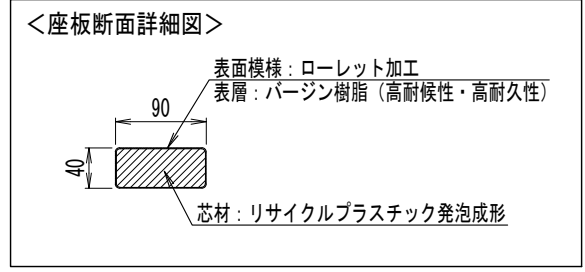 ＜座板断面詳細図＞
表面模様：ローレット加工
表層：バージン樹脂（高耐候性・高耐久性）
90
40
芯材：リサイクルプラスチック発泡成形